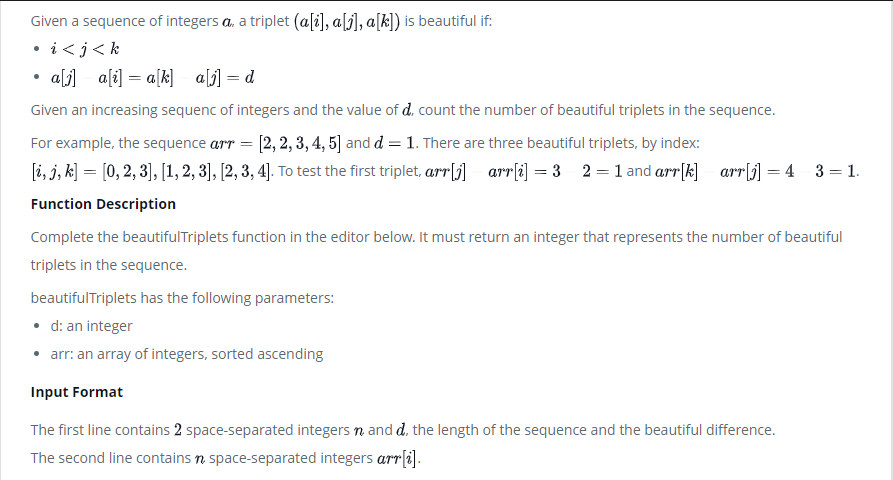 Given a sequence of integers a, a triplet (a[i], a[j], a[k]) is beautiful if:
• i < j < k
• a[j] a[i] = a[k] a[j] = d
Given an increasing sequenc of integers and the value of d, count the number of beautiful triplets in the sequence.
For example, the sequence arr = [2, 2, 3, 4, 5] and d = 1. There are three beautiful triplets, by index:
[i, j, k] = [0, 2, 3], [1, 2, 3], [2, 3, 4]. To test the first triplet, arr[j] arr[i] = 3 2 = 1 and arr[k] arr[j] = 4 3 = 1.
Function Description
Complete the beautifulTriplets function in the editor below. It must return an integer that represents the number of beautiful
triplets in the sequence.
beautifulTriplets has the following parameters:
• d: an integer
• arr: an array of integers, sorted ascending
Input Format
The first line contains 2 space-separated integers n and d, the length of the sequence and the beautiful difference.
The second line contains n space-separated integers arr[i].